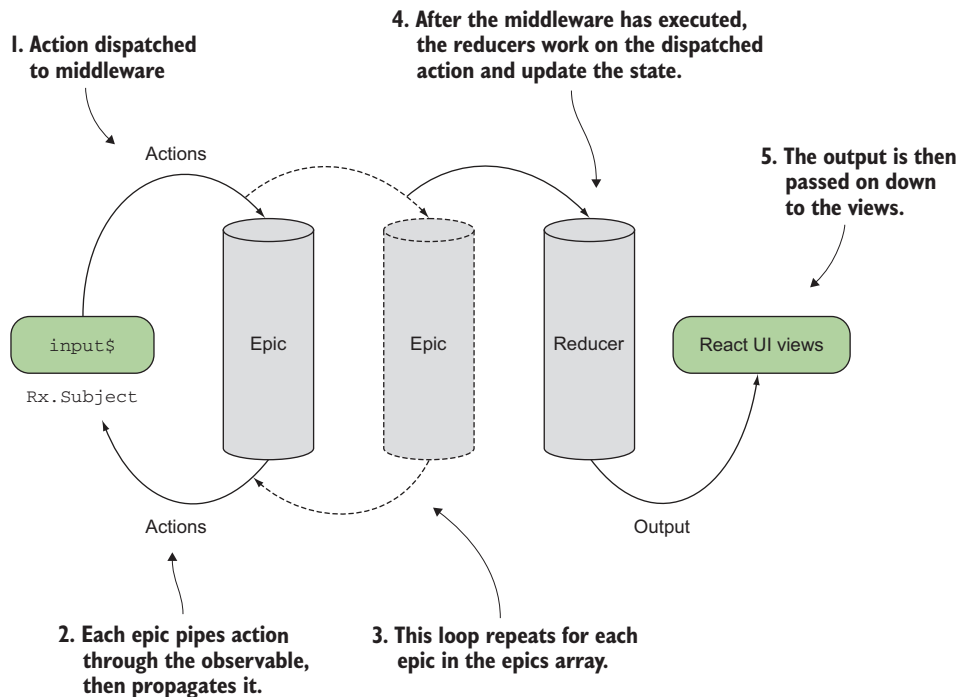 1. Action dispatched
to middleware
4. After the middleware has executed,
the reducers work on the dispatched
action and update the state.
5. The output is then
passed on down
to the views.
Actions
input$
Rx.Subject
Epic
Epic
Reducer
React UI views
Actions
Output
2. Each epic pipes action
through the observable,
then propagates it.
3. This loop repeats for each
epic in the epics array.